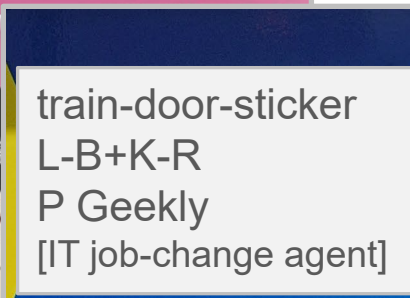 train-door-sticker
L-B+K-R
P Geekly
[IT job-change agent]